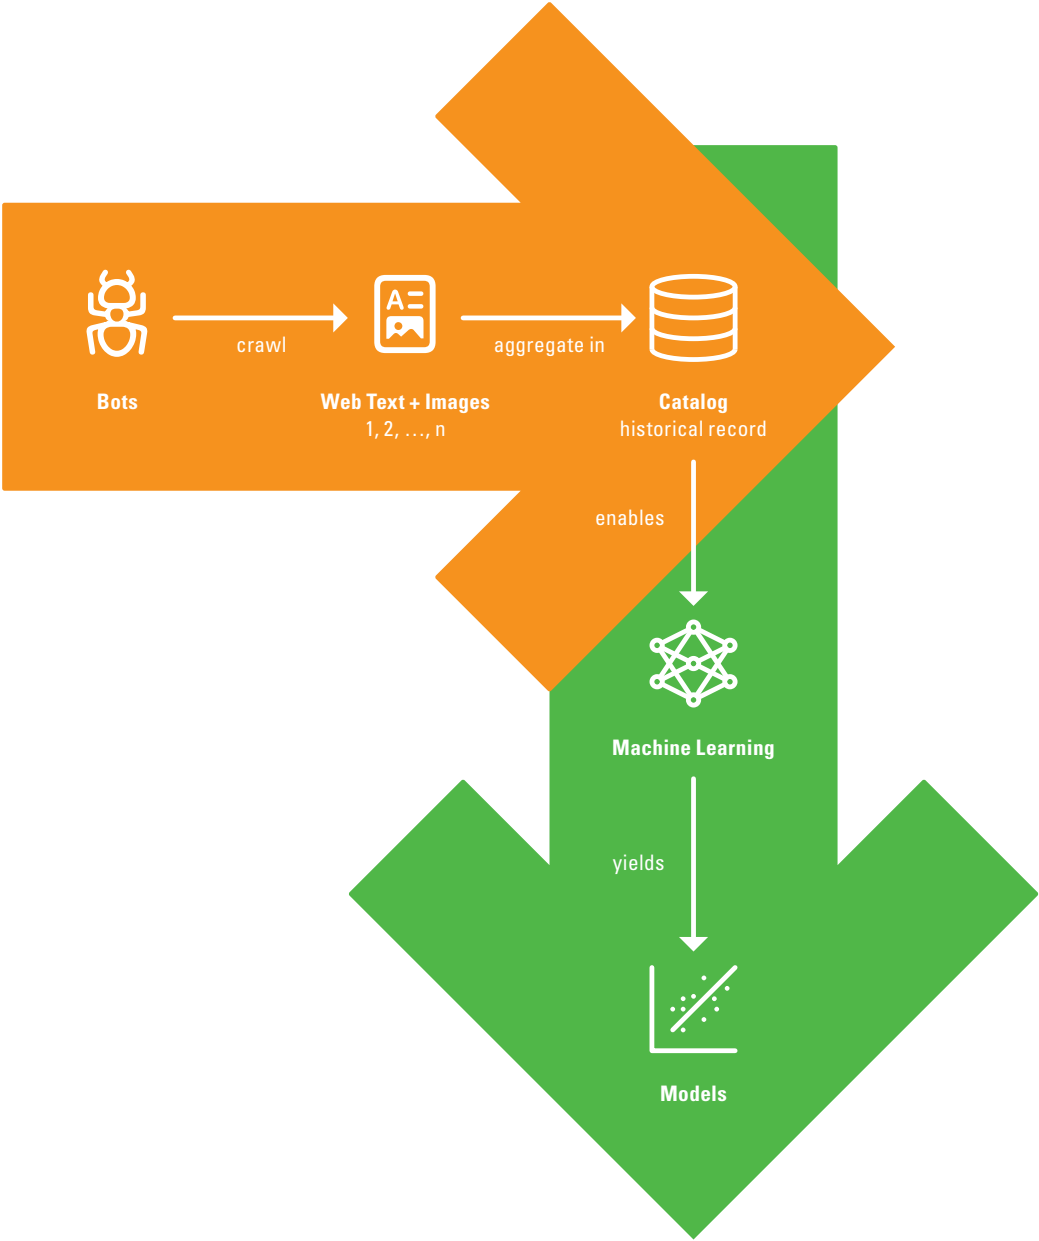 crawl
aggregate in
Bots
Web Text + Images
1, 2, ..., n
Catalog
historical record
enables
Machine Learning
yields
Models